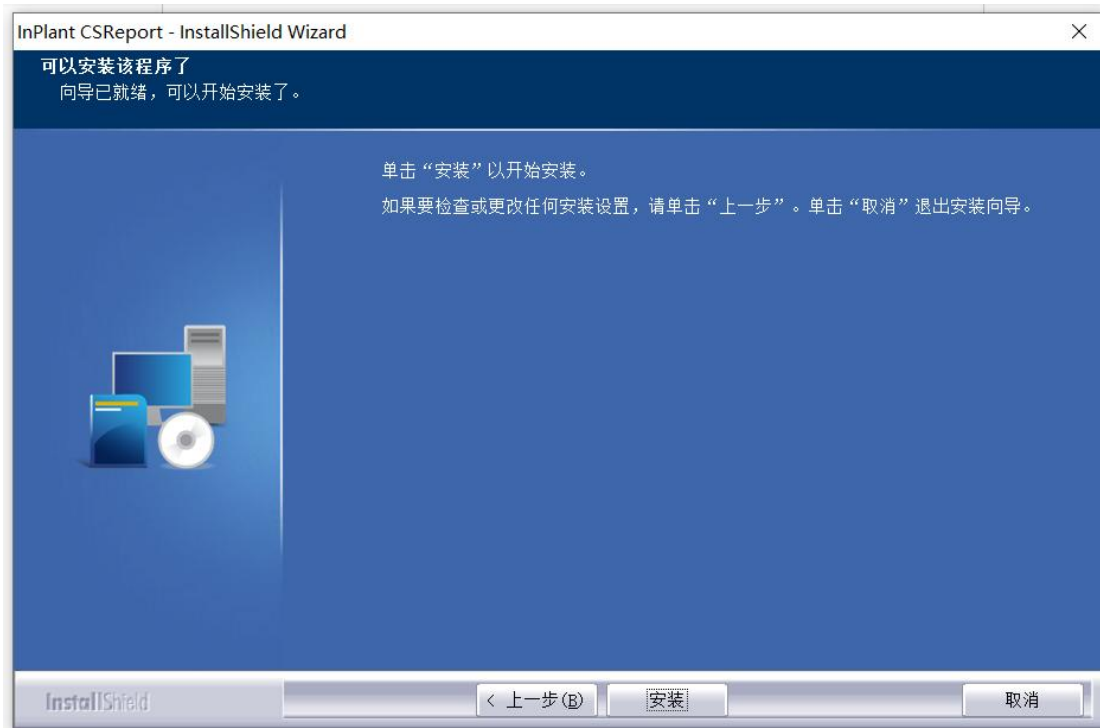 InPlant CSReport - InstallShield Wizard
可以安装该程序了
向导已就绪，可以开始安装了。
单击“安装”以开始安装。
如果要检查或更改任何安装设置，请单击“上一步”。单击“取消”退出安装向导。
InstallShield
< 上一步(B)
安装
取消